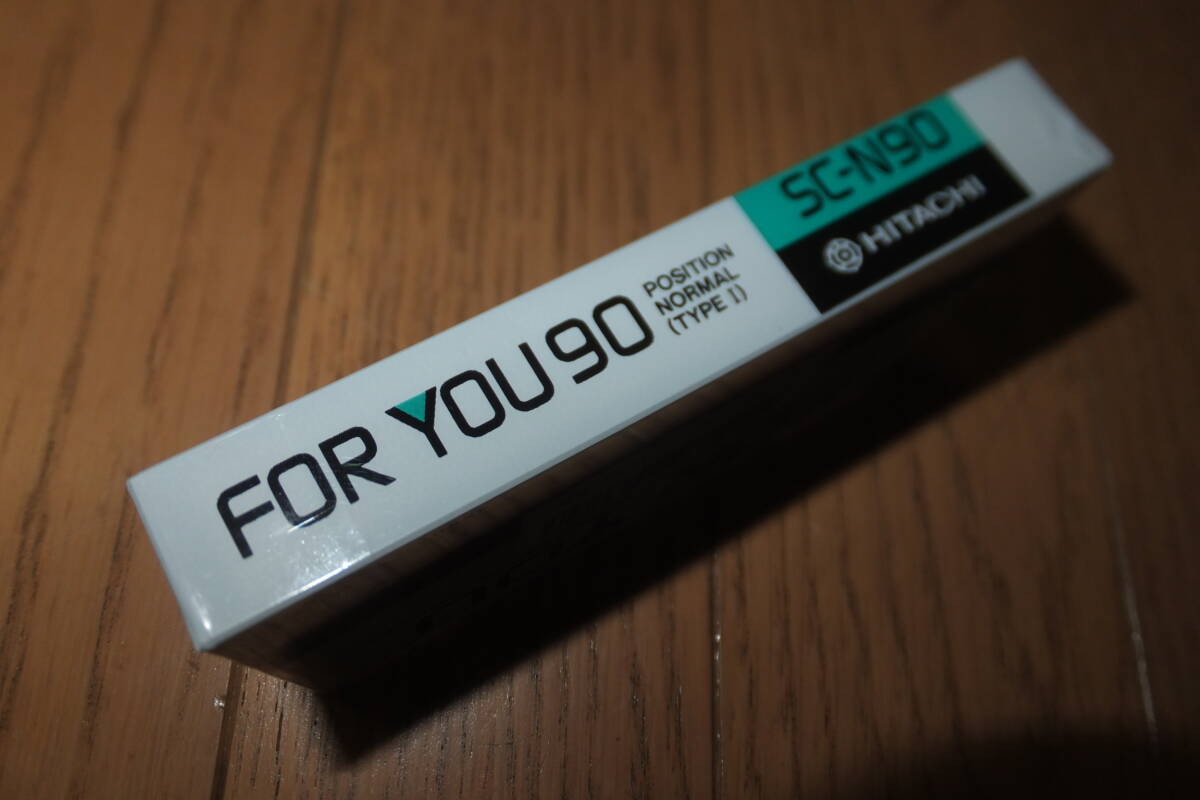 FOR YOU 90
POSITION
NORMAL
(TYPE I)
SC-N90
HITACHI